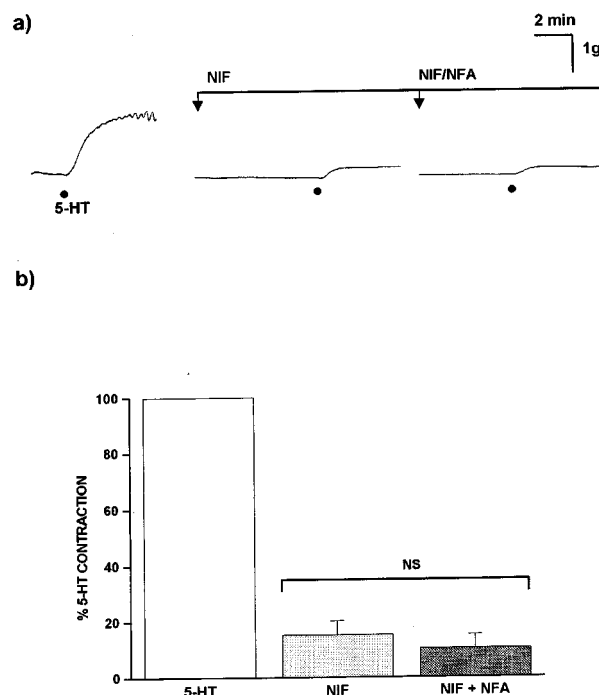 a)
2 min
1g
NIF
NIF/NFA
5-HT
b)
% 5-HT CONTRACTION
100
80
60
40
20
0
NS
5-HT
NIF
NIF + NFA